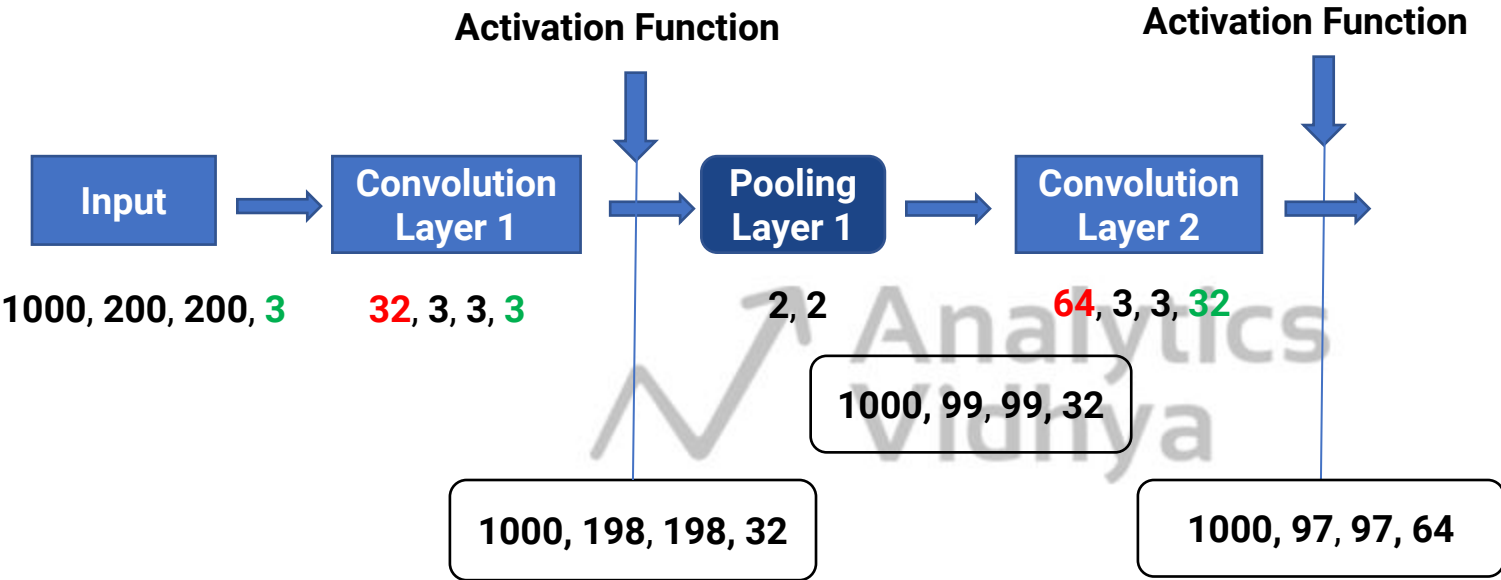 Activation Function
Activation Function
Input
Convolution
Layer 1
Pooling
Layer 1
Convolution
Layer 2
1000, 200, 200, 3
32, 3, 3, 3
2, 2
64, 3, 3, 32
Analytics
Vidhya
1000, 99, 99, 32
1000, 198, 198, 32
1000, 97, 97, 64